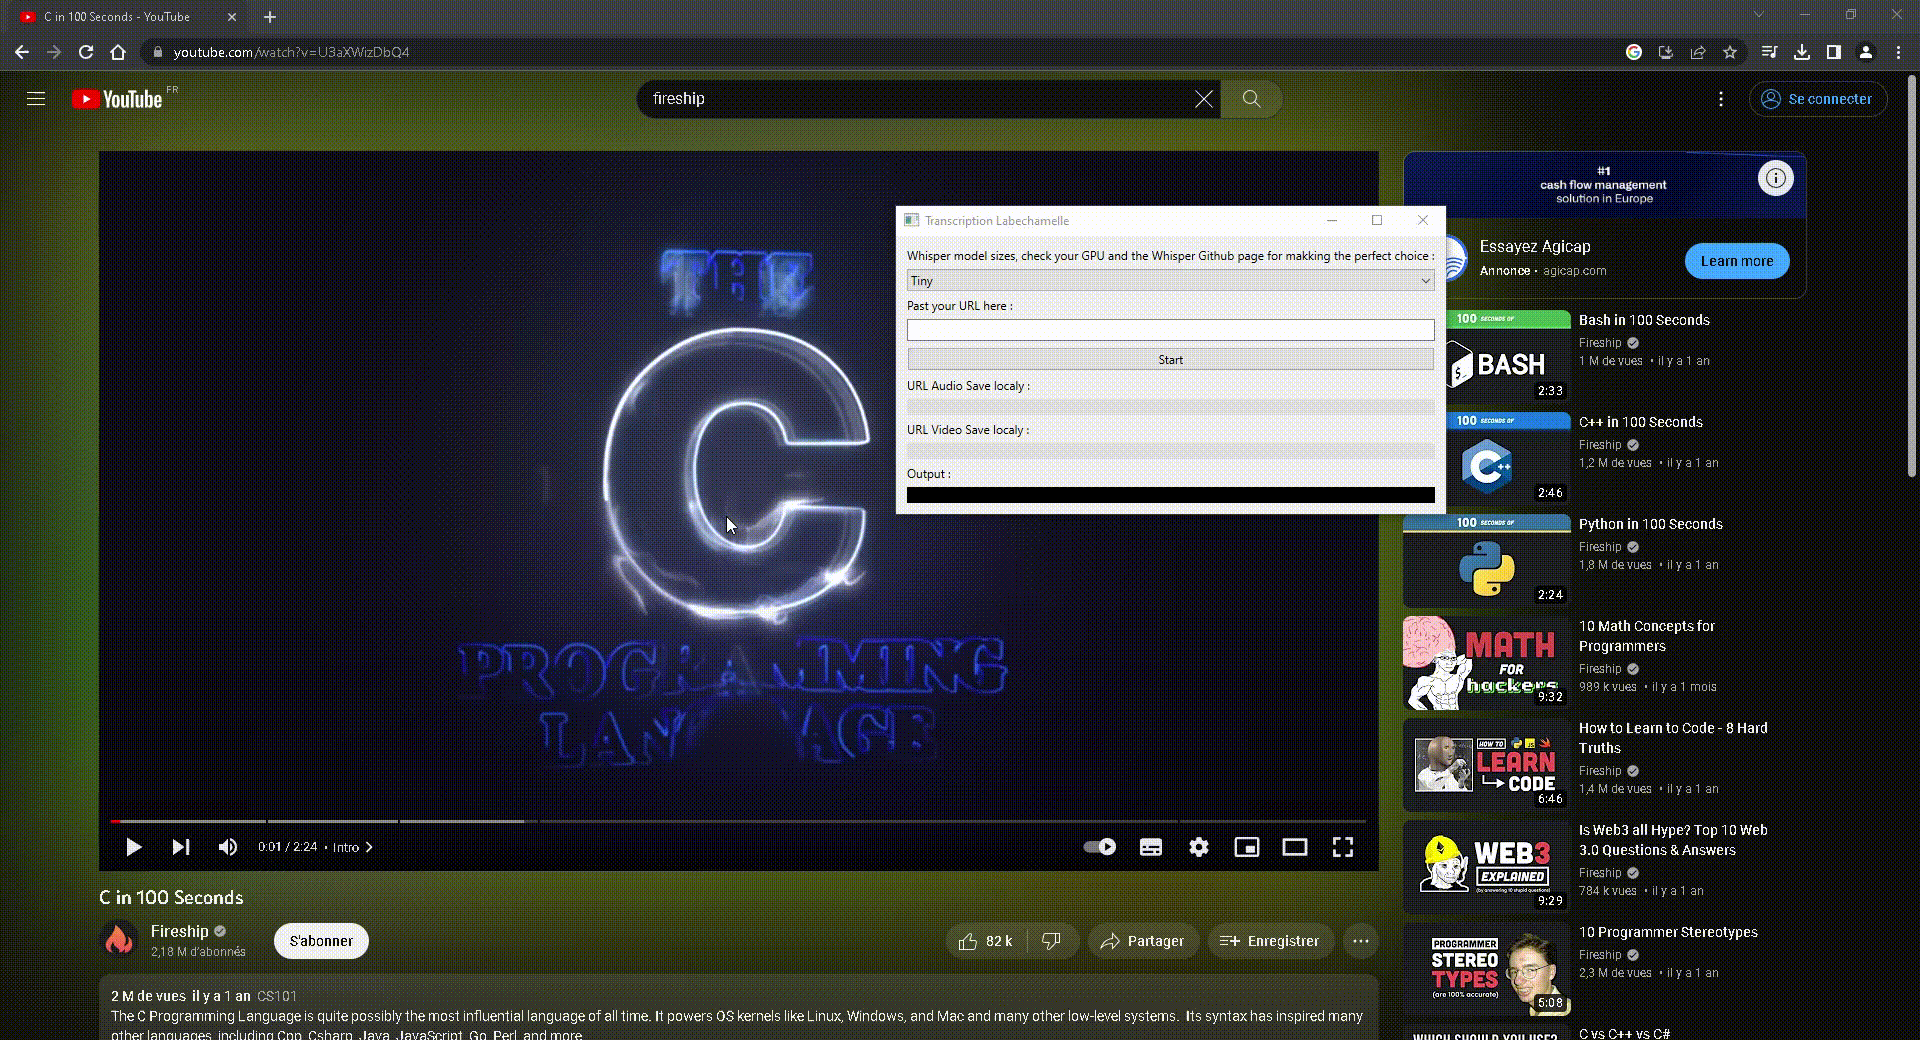 C in 100 Seconds - YouTube
youtube.com/watch?v=U3aXWizDbQ4
YouTube FR
fireship
Se connecter
THE
C
PROGRAMMING
0:01 / 2:24 • Intro
C in 100 Seconds
Fireship
2,18 M d'abonnés
S'abonner
82 k
Partager
Enregistrer
2 M de vues il y a 1 an CS101
The C Programming Language is quite possibly the most influential language of all time. It powers OS kernels like Linux, Windows, and Mac and many other low-level systems. Its syntax has inspired many
other languages, including Cpp, Csharp, Java, JavaScript, Go, Perl, and more.
Transcription Labechamelle
Whisper model sizes, check your GPU and the Whisper Github page for makking the perfect choice :
Tiny
Past your URL here :
Start
URL Audio Save localy :
URL Video Save localy :
Output :
#1
cash flow management
solution in Europe
Essayez Agicap
Annonce • agicap.com
Learn more
100 SECONDS OF
BASH
2:33
Bash in 100 Seconds
Fireship
1 M de vues • il y a 1 an
100 SECONDS OF
C++
2:46
C++ in 100 Seconds
Fireship
1,2 M de vues • il y a 1 an
100 SECONDS OF
2:24
Python in 100 Seconds
Fireship
1,8 M de vues • il y a 1 an
MATH
FOR
hackers
9:32
10 Math Concepts for
Programmers
Fireship
989 k vues • il y a 1 mois
HOW TO
JS
LEARN
CODE
6:46
How to Learn to Code - 8 Hard
Truths
Fireship
1,4 M de vues • il y a 1 an
WEB3
EXPLAINED
(by answering 10 stupid questions)
9:29
Is Web3 all Hype? Top 10 Web
3.0 Questions & Answers
Fireship
784 k vues • il y a 1 an
PROGRAMMER
STEREO
TYPES
(are 100% accurate)
5:08
10 Programmer Stereotypes
Fireship
2,3 M de vues • il y a 1 an
WHICH SHOULD YOU USE?
C vs C++ vs C#